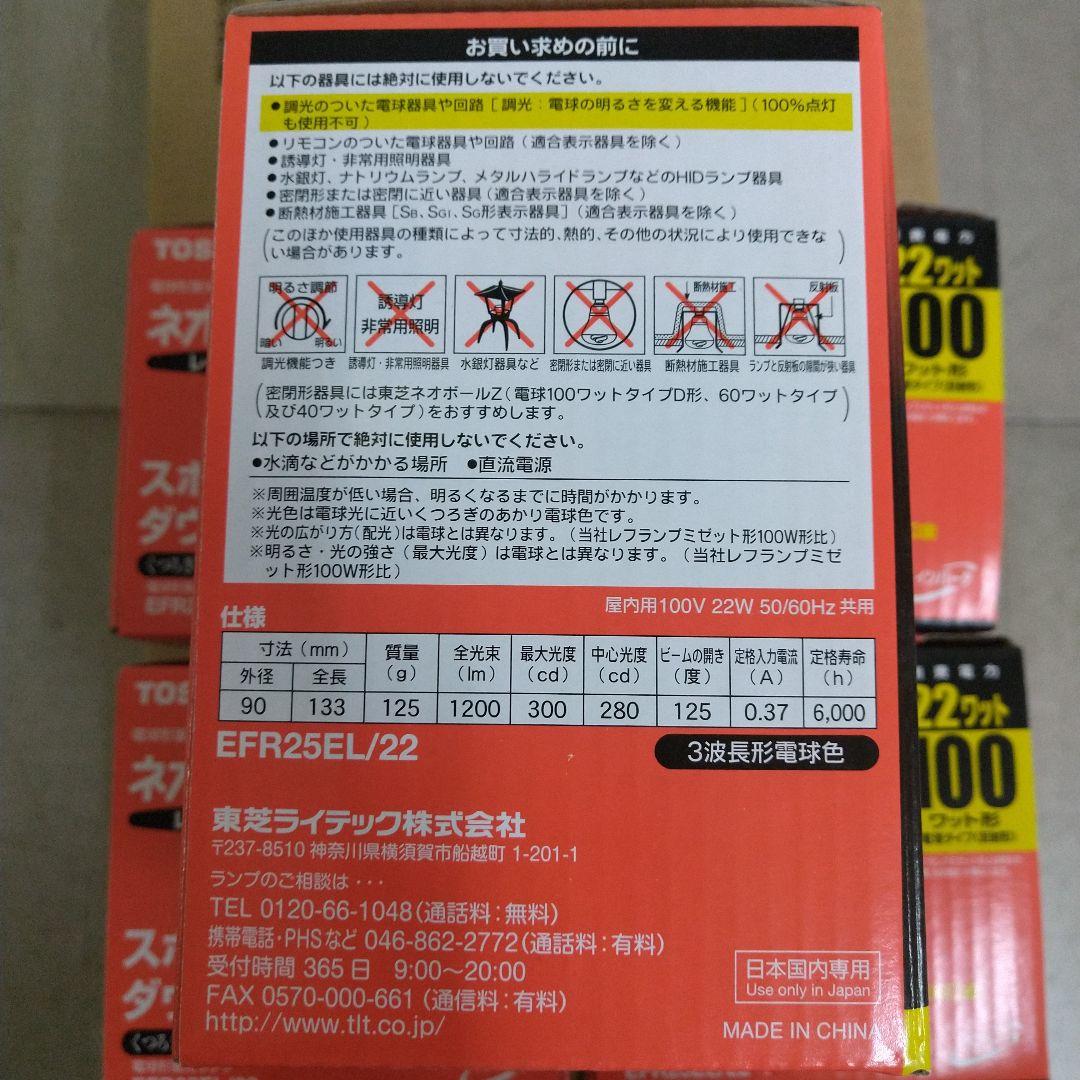 お買い求めの前に
以下の器具には絶対に使用しないでください。
●調光のついた電球器具や回路[調光:電球の明るさを変える機能](100%点灯
も使用不可)
●リモコンのついた電球器具や回路(適合表示器具を除く)
●誘導灯・非常用照明器具
●水銀灯、ナトリウムランプ、メタルハライドランプなどのHIDランプ器具
●密閉形または密閉に近い器具(適合表示器具を除く)
●断熱材施工器具[SB、SGI、SG形表示器具](適合表示器具を除く)
(このほか使用器具の種類によって寸法的、熱的、その他の状況により使用できな
い場合があります。)
明るさ調節
暗い 明るい
誘導灯
非常用照明
断熱材施工
反射板
調光機能つき 誘導灯・非常用照明器具 水銀灯器具など 密閉形または密閉に近い器具 断熱材施工器具 ランプと反射板の隙間が狭い器具
(密閉形器具には東芝ネオボールZ(電球100ワットタイプD形、60ワットタイプ
及び40ワットタイプ)をおすすめします。)
以下の場所で絶対に使用しないでください。
●水滴などがかかる場所 ●直流電源
※周囲温度が低い場合、明るくなるまでに時間がかかります。
※光色は電球光に近いくつろぎのあかり電球色です。
※光の広がり方(配光)は電球とは異なります。(当社レフランプミゼット形100W形比)
※明るさ・光の強さ(最大光度)は電球とは異なります。(当社レフランプミゼ
ット形100W形比)
仕様 屋内用100V 22W 50/60Hz 共用
寸法(mm) 質量(g) 全光束(lm) 最大光度(cd) 中心光度(cd) ビームの開き(度) 定格入力電流(A) 定格寿命(h)
外径 全長
90 133 125 1200 300 280 125 0.37 6,000
EFR25EL/22 3波長形電球色
東芝ライテック株式会社
〒237-8510 神奈川県横須賀市船越町 1-201-1
ランプのご相談は・・・
TEL 0120-66-1048(通話料:無料)
携帯電話・PHSなど 046-862-2772(通話料:有料)
受付時間 365日 9:00〜20:00
FAX 0570-000-661(通信料:有料)
http://www.tlt.co.jp/
日本国内専用
Use only in Japan
MADE IN CHINA
TOS
ネオ
スポ
ダウ
くつろ
EFR
22ワット
100
ワット形
TOS
ネオ
ス
ダ
くつろ
22ワット
100
ワット形